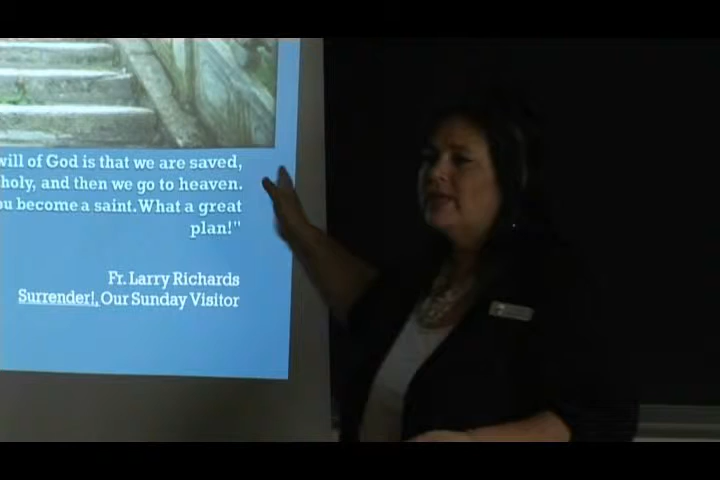 will of God is that we are saved,
holy, and then we go to heaven.
ou become a saint. What a great
plan!"
Fr. Larry Richards
Surrender!, Our Sunday Visitor